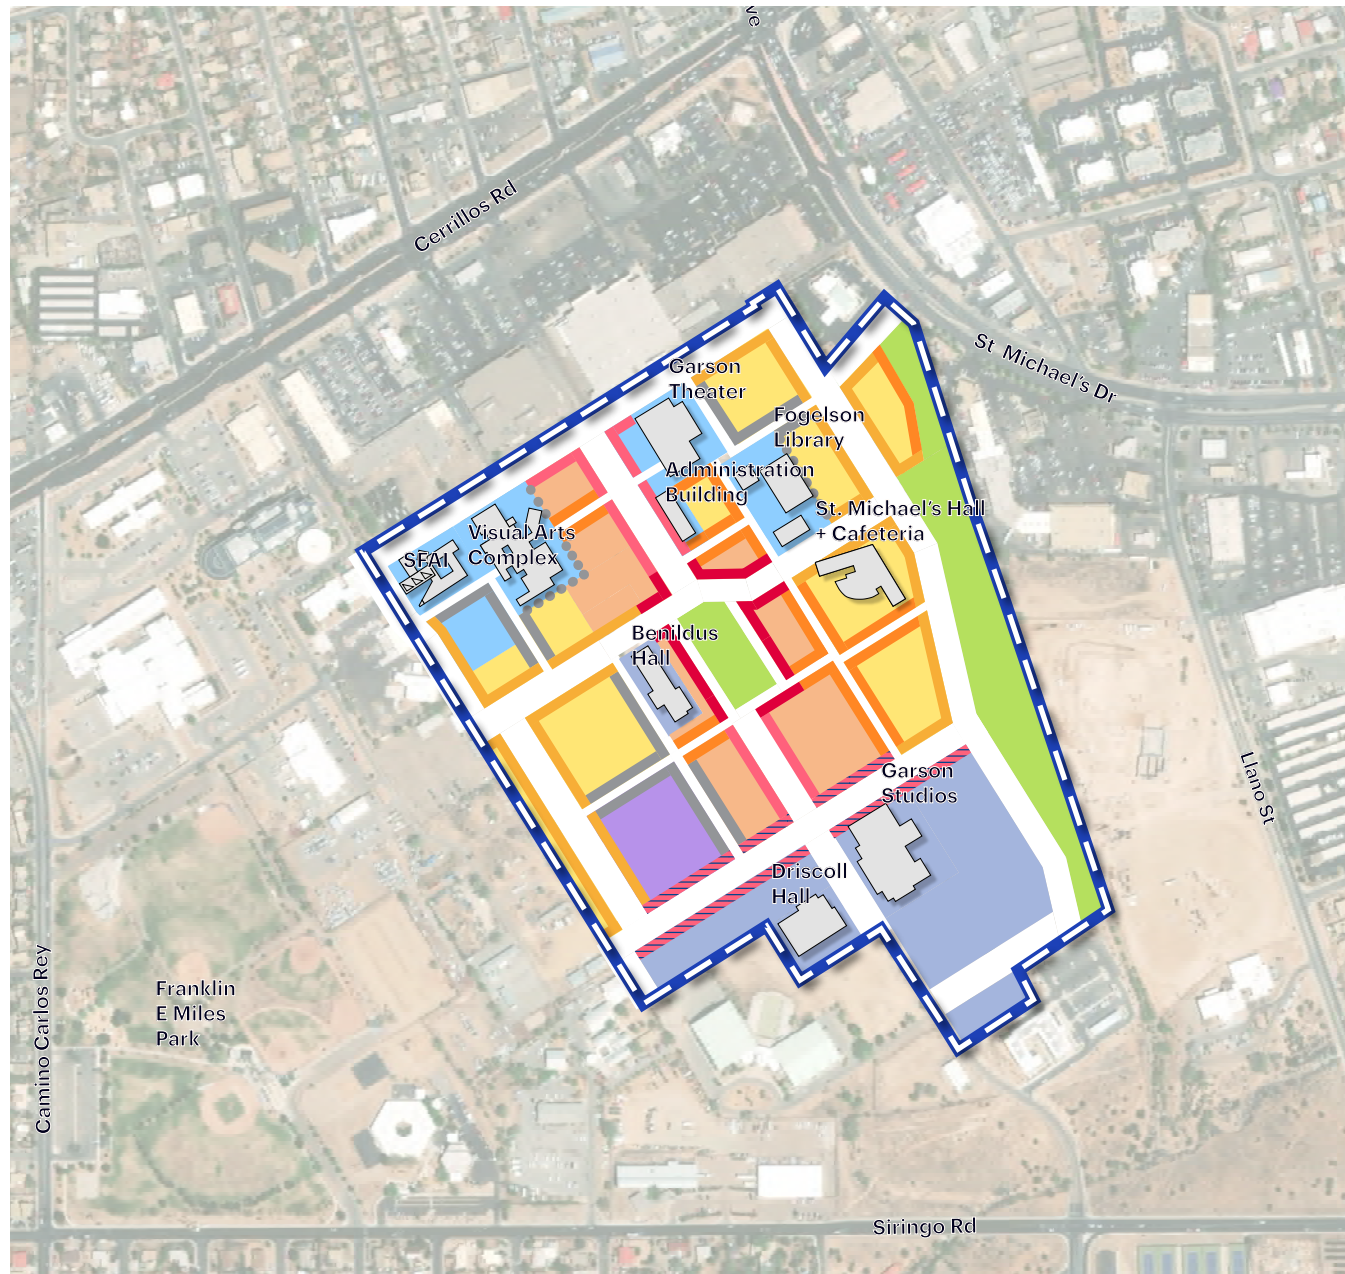 ve
Cerrillos Rd
St. Michael's Dr
Garson
Theater
Fogelson
Library
Administration
Building
St. Michael's Hall
+ Cafeteria
Visual Arts
Complex
SFAI
Benildus
Hall
Garson
Studios
Llano St
Driscoll
Hall
Camino Carlos Rey
Franklin
E Miles
Park
Siringo Rd